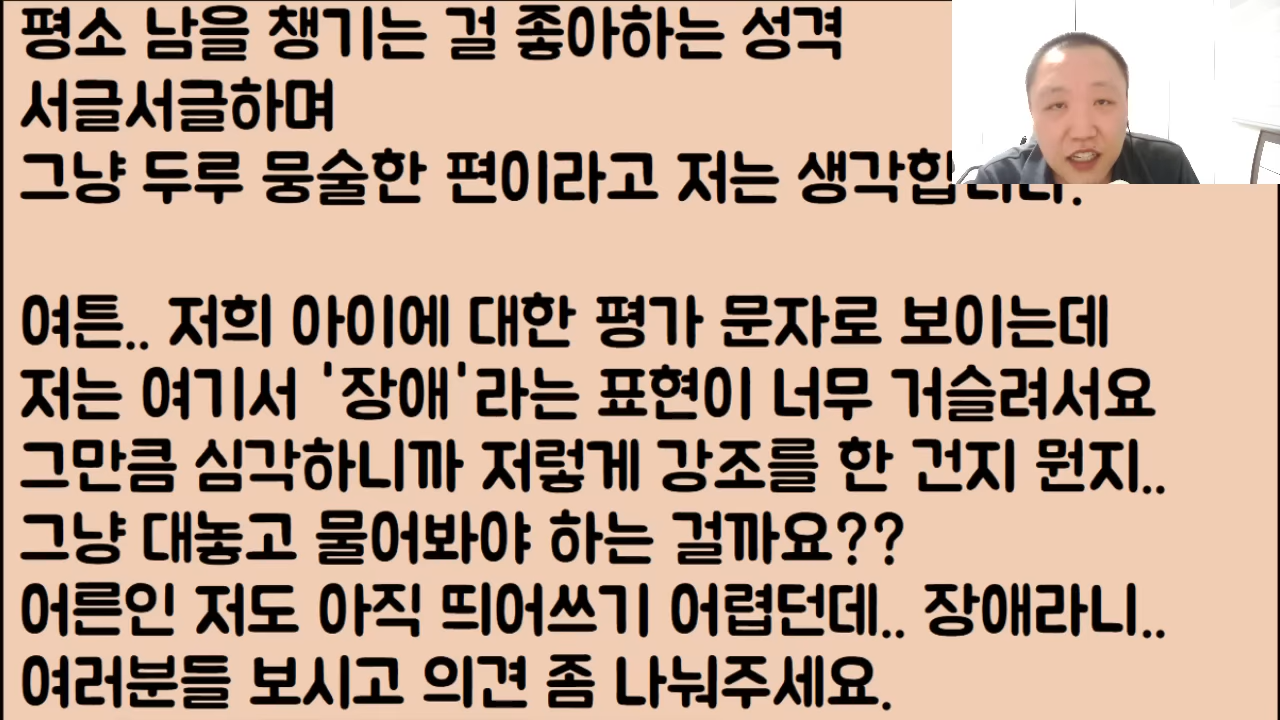 평소 남을 챙기는 걸 좋아하는 성격
서글서글하며
그냥 두루 뭉술한 편이라고 저는 생각합니다.
여튼.. 저희 아이에 대한 평가 문자로 보이는데
저는 여기서 '장애'라는 표현이 너무 거슬려서요
그만큼 심각하니까 저렇게 강조를 한 건지 뭔지..
그냥 대놓고 물어봐야 하는 걸까요??
어른인 저도 아직 띄어쓰기 어렵던데.. 장애라니..
여러분들 보시고 의견 좀 나눠주세요.